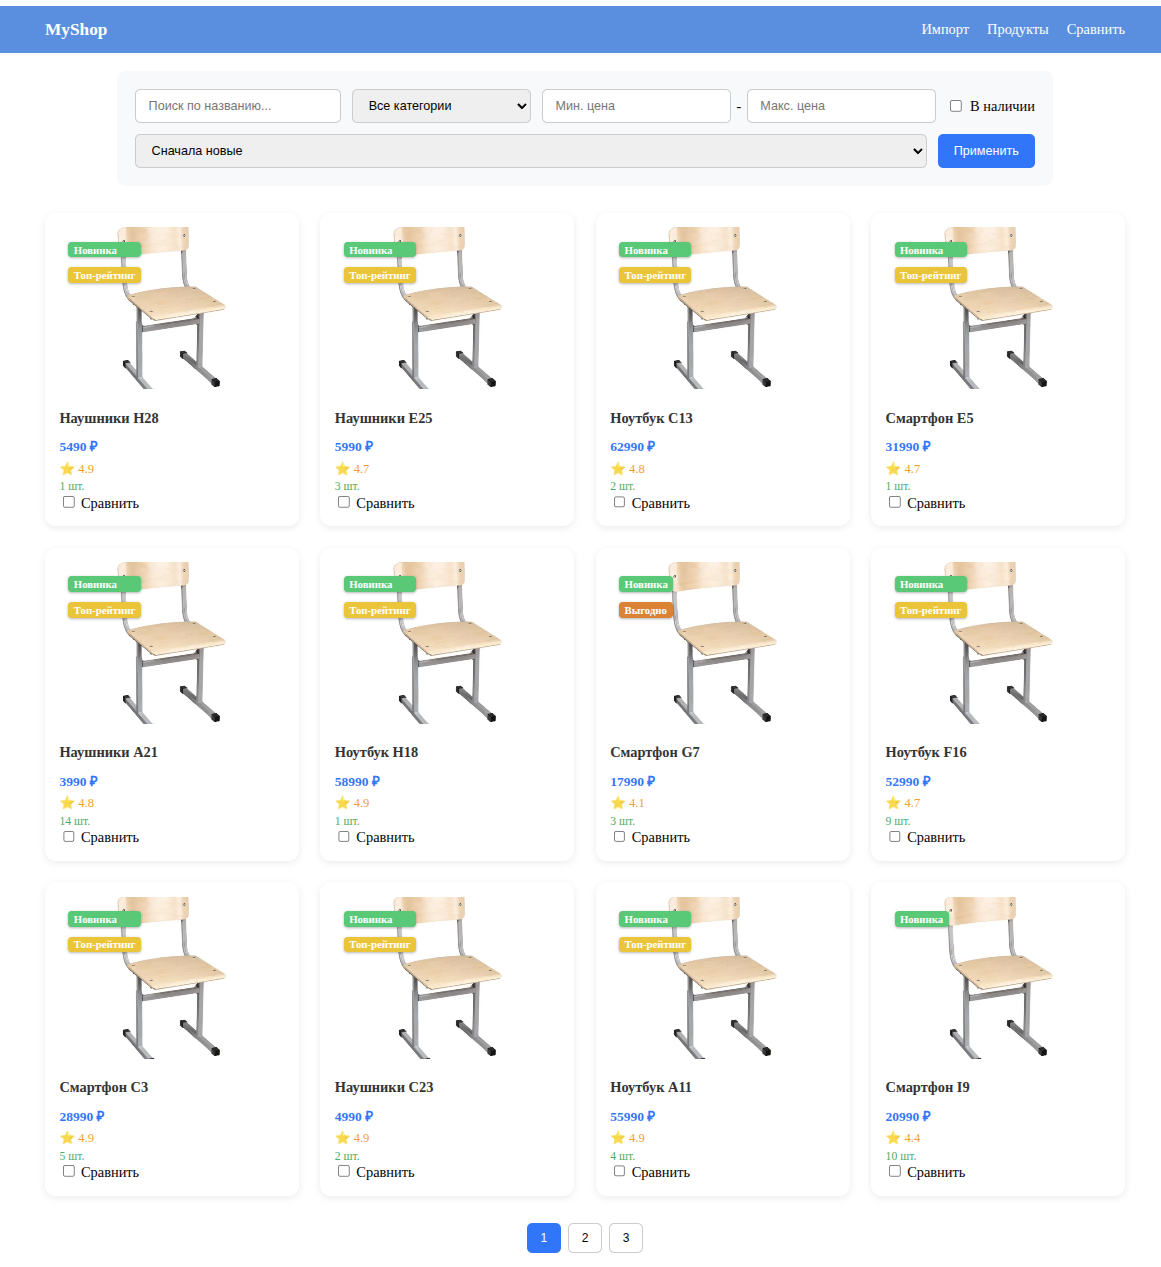 MyShop
Импорт Продукты Сравнить
Поиск по названию... Все категории Мин. цена - Макс. цена В наличии
Сначала новые Применить
Новинка
Топ-рейтинг
Наушники H28
5490 ₽
4.9
1 шт.
Сравнить
Новинка
Топ-рейтинг
Наушники E25
5990 ₽
4.7
3 шт.
Сравнить
Новинка
Топ-рейтинг
Ноутбук C13
62990 ₽
4.8
2 шт.
Сравнить
Новинка
Топ-рейтинг
Смартфон E5
31990 ₽
4.7
1 шт.
Сравнить
Новинка
Топ-рейтинг
Наушники A21
3990 ₽
4.8
14 шт.
Сравнить
Новинка
Топ-рейтинг
Ноутбук H18
58990 ₽
4.9
1 шт.
Сравнить
Новинка
Выгодно
Смартфон G7
17990 ₽
4.1
3 шт.
Сравнить
Новинка
Топ-рейтинг
Ноутбук F16
52990 ₽
4.7
9 шт.
Сравнить
Новинка
Топ-рейтинг
Смартфон C3
28990 ₽
4.9
5 шт.
Сравнить
Новинка
Топ-рейтинг
Наушники C23
4990 ₽
4.9
2 шт.
Сравнить
Новинка
Топ-рейтинг
Ноутбук A11
55990 ₽
4.9
4 шт.
Сравнить
Новинка
Смартфон I9
20990 ₽
4.4
10 шт.
Сравнить
1 2 3